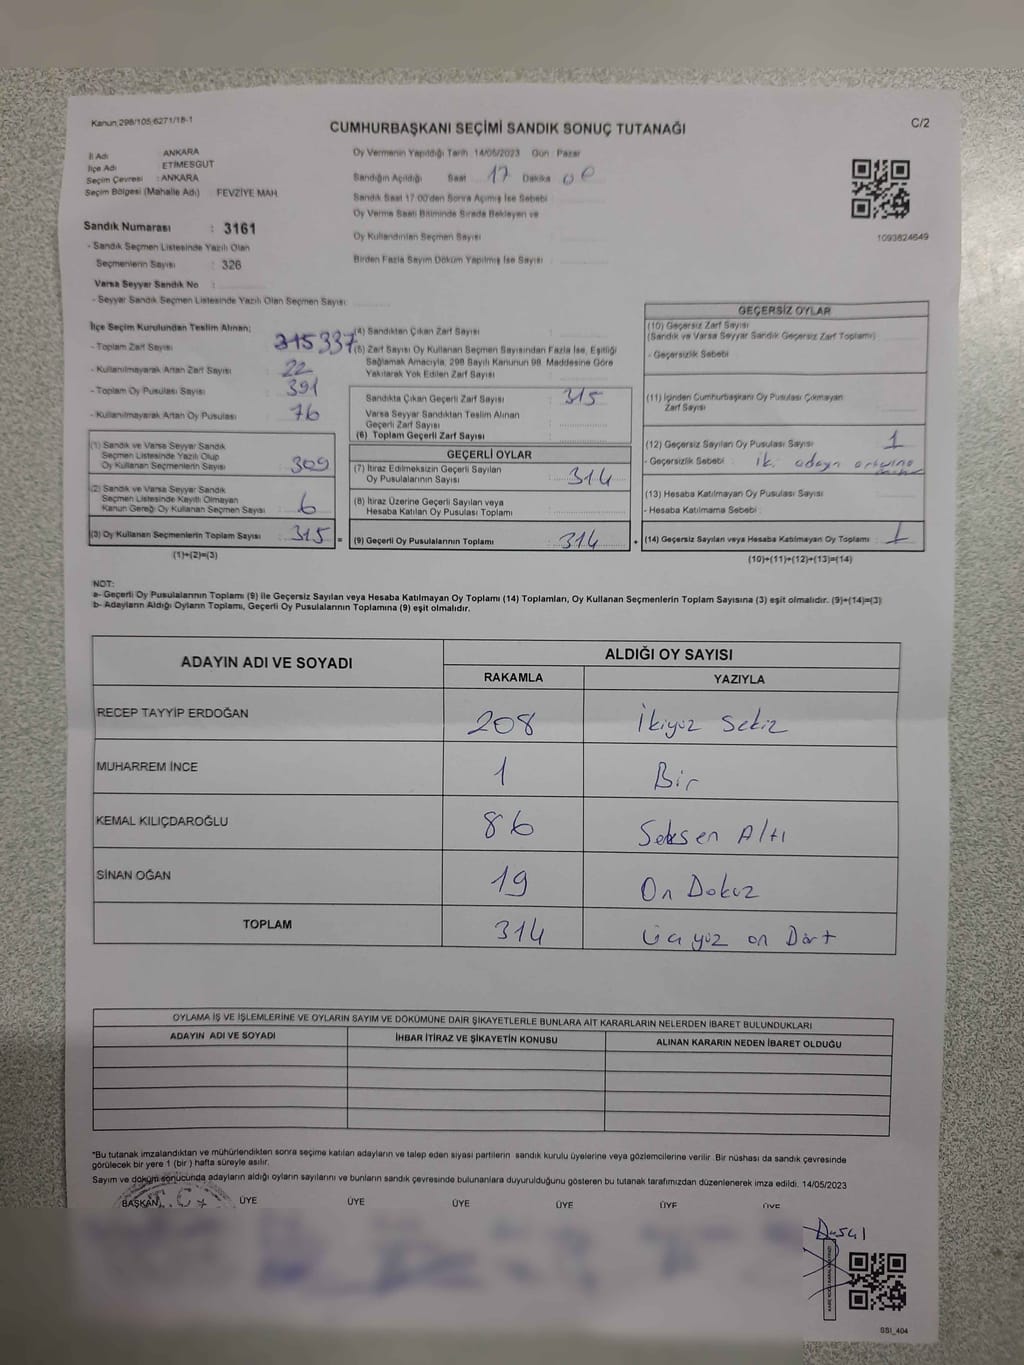 Kanun 298/105 6271/18-1
CUMHURBAŞKANI SEÇİMİ SANDIK SONUÇ TUTANAĞI
C/2
İl Adı : ANKARA
İlçe Adı : ETİMESGUT
Seçim Çevresi : ANKARA
Seçim Bölgesi (Mahalle Adı) FEVZİYE MAH.
Sandık Numarası : 3161
- Sandık Seçmen Listesinde Yazılı Olan
Seçmenlerin Sayısı : 326
Varsa Seyyar Sandık No :
- Seyyar Sandık Seçmen Listesinde Yazılı Olan Seçmen Sayısı:
Oy Vermenin Yapıldığı Tarih :14/05/2023 Gün : Pazar
Sandığın Açıldığı Saat 17 Dakika
Sandık Saat 17:00'den Sonra Açılmış İse Sebebi :
Oy Verme Saati Bitiminde Sırada Bekleyen ve
Oy Kullandırılan Seçmen Sayısı :
Birden Fazla Sayım Döküm Yapılmış İse Sayısı :
1093824649
İlçe Seçim Kurulundan Teslim Alınan;
- Toplam Zarf Sayısı : 315 337
- Kullanılmayarak Artan Zarf Sayısı : 22
- Toplam Oy Pusulası Sayısı : 391
- Kullanılmayarak Artan Oy Pusulası : 76
(1) Sandık ve Varsa Seyyar Sandık
Seçmen Listesinde Yazılı Olup
Oy Kullanan Seçmenlerin Sayısı : 309
(2) Sandık ve Varsa Seyyar Sandık
Seçmen Listesinde Kayıtlı Olmayan
Kanun Gereği Oy Kullanan Seçmen Sayısı : 6
(3) Oy Kullanan Seçmenlerin Toplam Sayısı : 315 =
(1)+(2)=(3)
(4) Sandıktan Çıkan Zarf Sayısı :
(5) Zarf Sayısı Oy Kullanan Seçmen Sayısından Fazla İse, Eşitliği
Sağlamak Amacıyla, 298 Sayılı Kanunun 98. Maddesine Göre
Yakılarak Yok Edilen Zarf Sayısı :
Sandıkta Çıkan Geçerli Zarf Sayısı : 315
Varsa Seyyar Sandıktan Teslim Alınan
Geçerli Zarf Sayısı :
(6) Toplam Geçerli Zarf Sayısı :
GEÇERLİ OYLAR
(7) İtiraz Edilmeksizin Geçerli Sayılan
Oy Pusulalarının Sayısı : 314
(8) İtiraz Üzerine Geçerli Sayılan veya
Hesaba Katılan Oy Pusulası Toplamı :
(9) Geçerli Oy Pusulalarının Toplamı : 314 +
GEÇERSİZ OYLAR
(10) Geçersiz Zarf Sayısı
(Sandık ve Varsa Seyyar Sandık Geçersiz Zarf Toplamı) :
- Geçersizlik Sebebi :
(11) İçinden Cumhurbaşkanı Oy Pusulası Çıkmayan
Zarf Sayısı :
(12) Geçersiz Sayılan Oy Pusulası Sayısı : 1
- Geçersizlik Sebebi : iki adayın
(13) Hesaba Katılmayan Oy Pusulası Sayısı :
- Hesaba Katılmama Sebebi :
(14) Geçersiz Sayılan veya Hesaba Katılmayan Oy Toplamı : 1
(10)+(11)+(12)+(13)=(14)
NOT:
a- Geçerli Oy Pusulalarının Toplamı (9) ile Geçersiz Sayılan veya Hesaba Katılmayan Oy Toplamı (14) Toplamları, Oy Kullanan Seçmenlerin Toplam Sayısına (3) eşit olmalıdır. (9)+(14)=(3)
b- Adayların Aldığı Oyların Toplamı, Geçerli Oy Pusulalarının Toplamına (9) eşit olmalıdır.
ADAYIN ADI VE SOYADI ALDIĞI OY SAYISI
RAKAMLA YAZIYLA
RECEP TAYYİP ERDOĞAN 208 İkiyüz Sekiz
MUHARREM İNCE 1 Bir
KEMAL KILIÇDAROĞLU 86 Seksen Altı
SİNAN OĞAN 19 On Dokuz
TOPLAM 314 Üçyüz on Dört
OYLAMA İŞ VE İŞLEMLERİNE VE OYLARIN SAYIM VE DÖKÜMÜNE DAİR ŞİKAYETLERLE BUNLARA AİT KARARLARIN NELERDEN İBARET BULUNDUKLARI
ADAYIN ADI VE SOYADI İHBAR İTİRAZ VE ŞİKAYETİN KONUSU ALINAN KARARIN NEDEN İBARET OLDUĞU
*Bu tutanak imzalandıktan ve mühürlendikten sonra seçime katılan adayların ve talep eden siyasi partilerin sandık kurulu üyelerine veya gözlemcilerine verilir. Bir nüshası da sandık çevresinde
görülecek bir yere 1 (bir ) hafta süreyle asılır.
Sayım ve döküm sonucunda adayların aldığı oyların sayılarını ve bunların sandık çevresinde bulunanlara duyurulduğunu gösteren bu tutanak tarafımızdan düzenlenerek imza edildi. 14/05/2023
BAŞKAN ÜYE ÜYE ÜYE ÜYE ÜYE
SSI_404